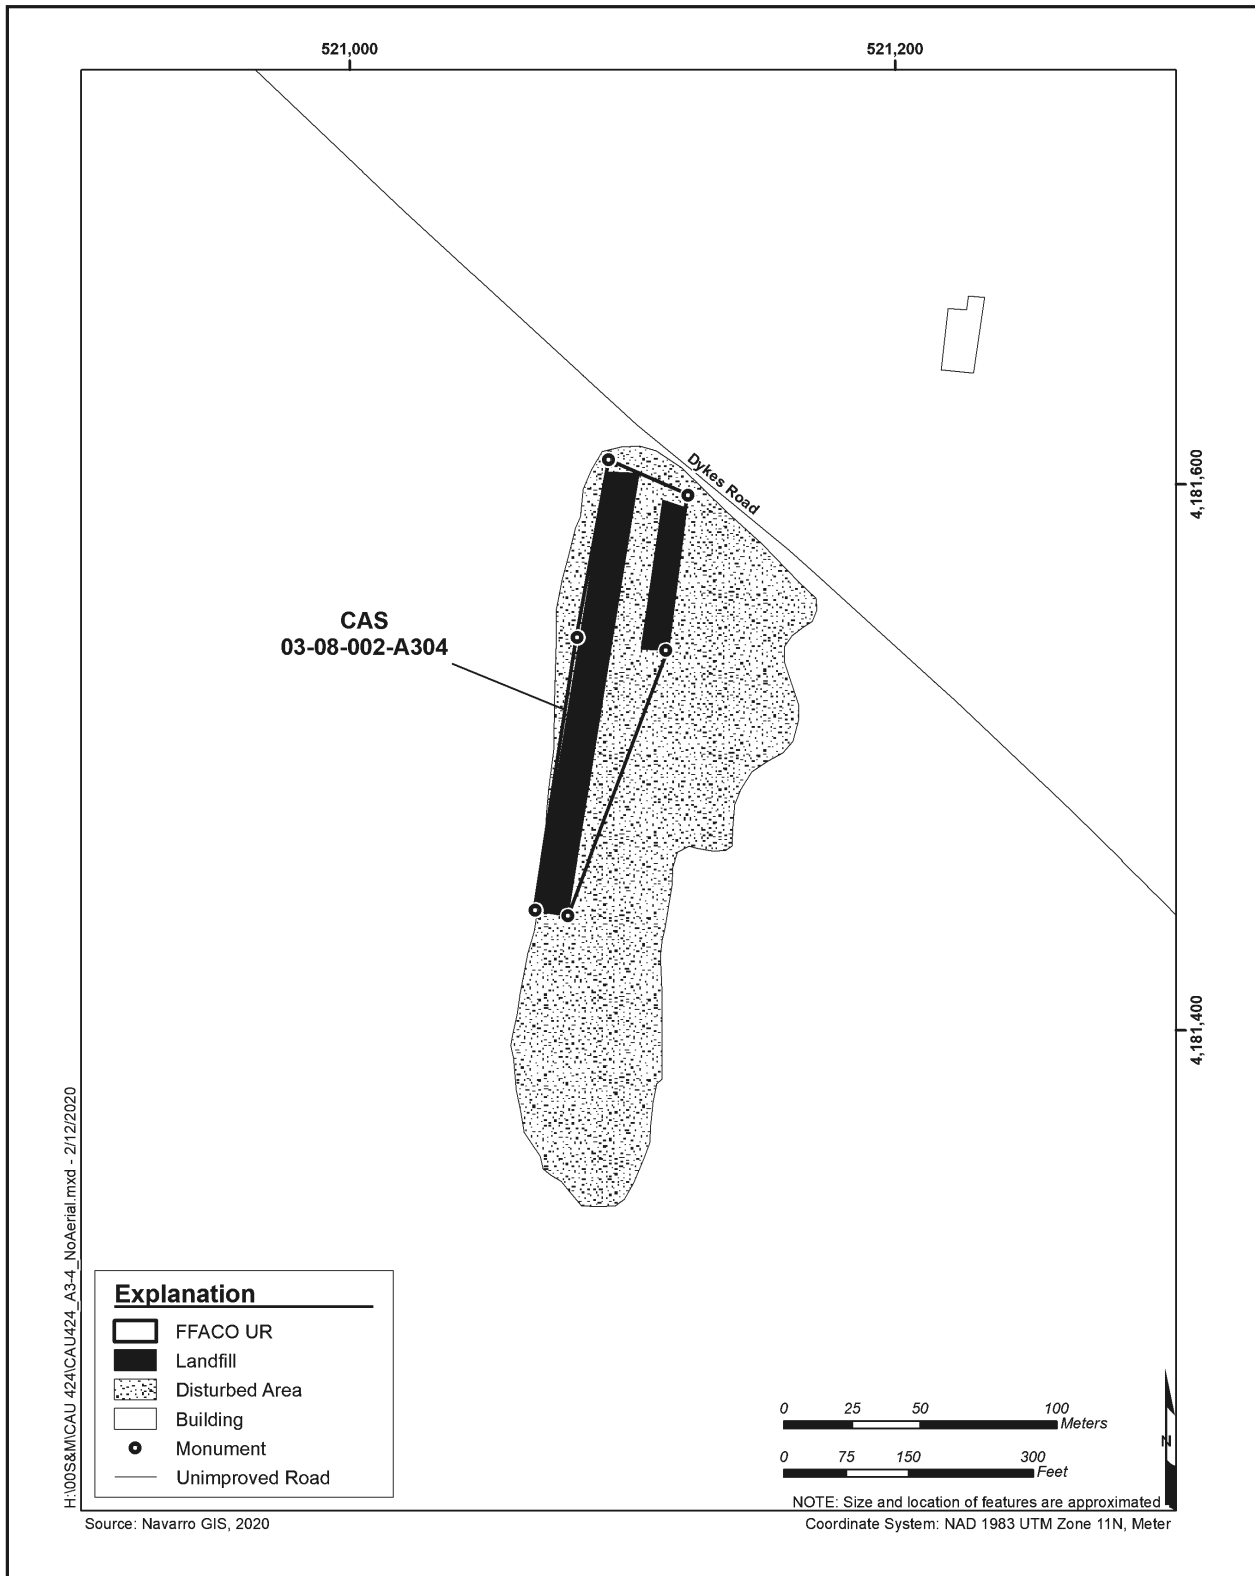 521,000
521,200
Dykes Road
4,181,600
CAS
03-08-002-A304
4,181,400
H:\00S&M\CAU 424\CAU424_A3-4_NoAerial.mxd - 2/12/2020
Explanation
FFACO UR
Landfill
Disturbed Area
Building
Monument
Unimproved Road
0 25 50 100
Meters
0 75 150 300
Feet
N
NOTE: Size and location of features are approximated
Source: Navarro GIS, 2020
Coordinate System: NAD 1983 UTM Zone 11N, Meter